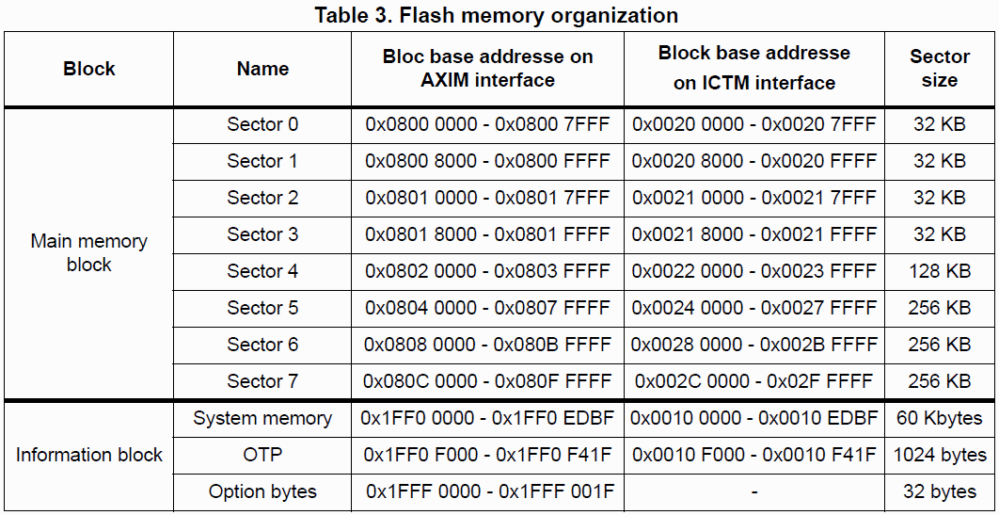 Table 3. Flash memory organization
Block Name Bloc base addresse on AXIM interface Block base addresse on ICTM interface Sector size
Main memory block
Sector 0 0x0800 0000 - 0x0800 7FFF 0x0020 0000 - 0x0020 7FFF 32 KB
Sector 1 0x0800 8000 - 0x0800 FFFF 0x0020 8000 - 0x0020 FFFF 32 KB
Sector 2 0x0801 0000 - 0x0801 7FFF 0x0021 0000 - 0x0021 7FFF 32 KB
Sector 3 0x0801 8000 - 0x0801 FFFF 0x0021 8000 - 0x0021 FFFF 32 KB
Sector 4 0x0802 0000 - 0x0803 FFFF 0x0022 0000 - 0x0023 FFFF 128 KB
Sector 5 0x0804 0000 - 0x0807 FFFF 0x0024 0000 - 0x0027 FFFF 256 KB
Sector 6 0x0808 0000 - 0x080B FFFF 0x0028 0000 - 0x002B FFFF 256 KB
Sector 7 0x080C 0000 - 0x080F FFFF 0x002C 0000 - 0x02F FFFF 256 KB
Information block
System memory 0x1FF0 0000 - 0x1FF0 EDBF 0x0010 0000 - 0x0010 EDBF 60 Kbytes
OTP 0x1FF0 F000 - 0x1FF0 F41F 0x0010 F000 - 0x0010 F41F 1024 bytes
Option bytes 0x1FFF 0000 - 0x1FFF 001F - 32 bytes